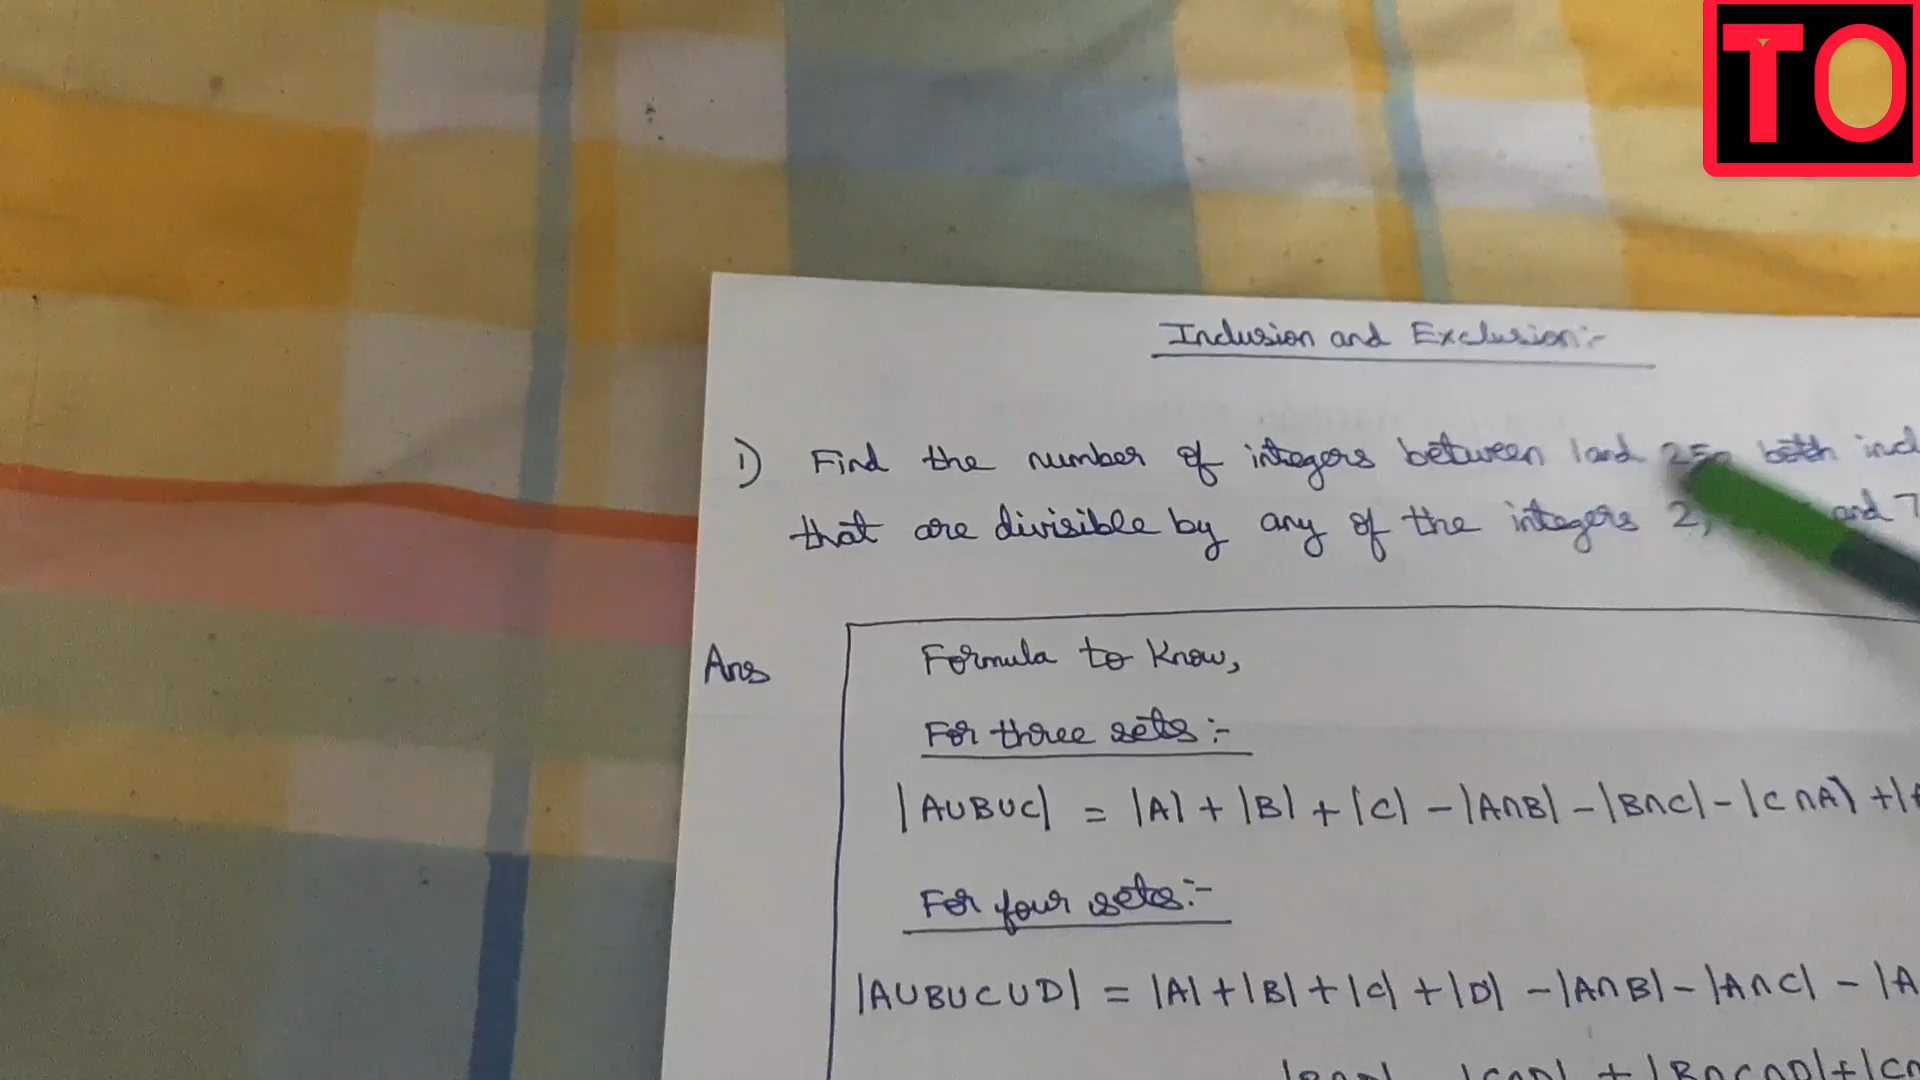 TO
Inclusion and Exclusion:-
1) Find the number of integers between 1 and 250 both incl
that are divisible by any of the integers 2, and 7
Ans
Formula to know,
For three sets :-
|AUBUC| = |A| + |B| + |C| - |A∩B| - |B∩C| - |C∩A| + |A
For four sets:-
|AUBUCUD| = |A| + |B| + |C| + |D| - |A∩B| - |A∩C| - |A
+ |B∩C∩D| + |C∩